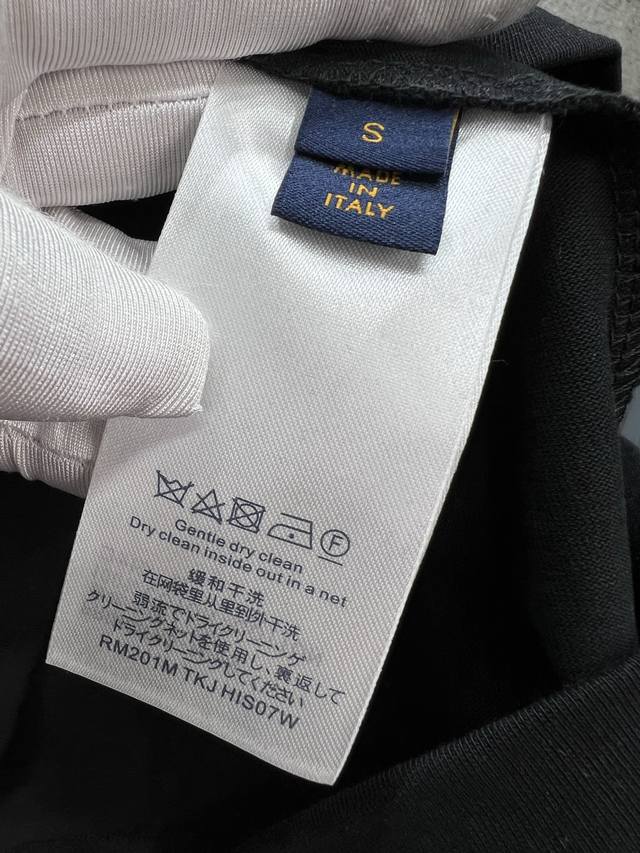 S
MADE
IN
ITALY
F
Gentle dry clean
Dry clean inside out in a net
缓和干洗
在网袋里从里到外干洗
弱流でドライクリーニング
クリーニングネットを使用し、裏返して
ドライクリーニングしてください
RM201M TKJ HIS07W